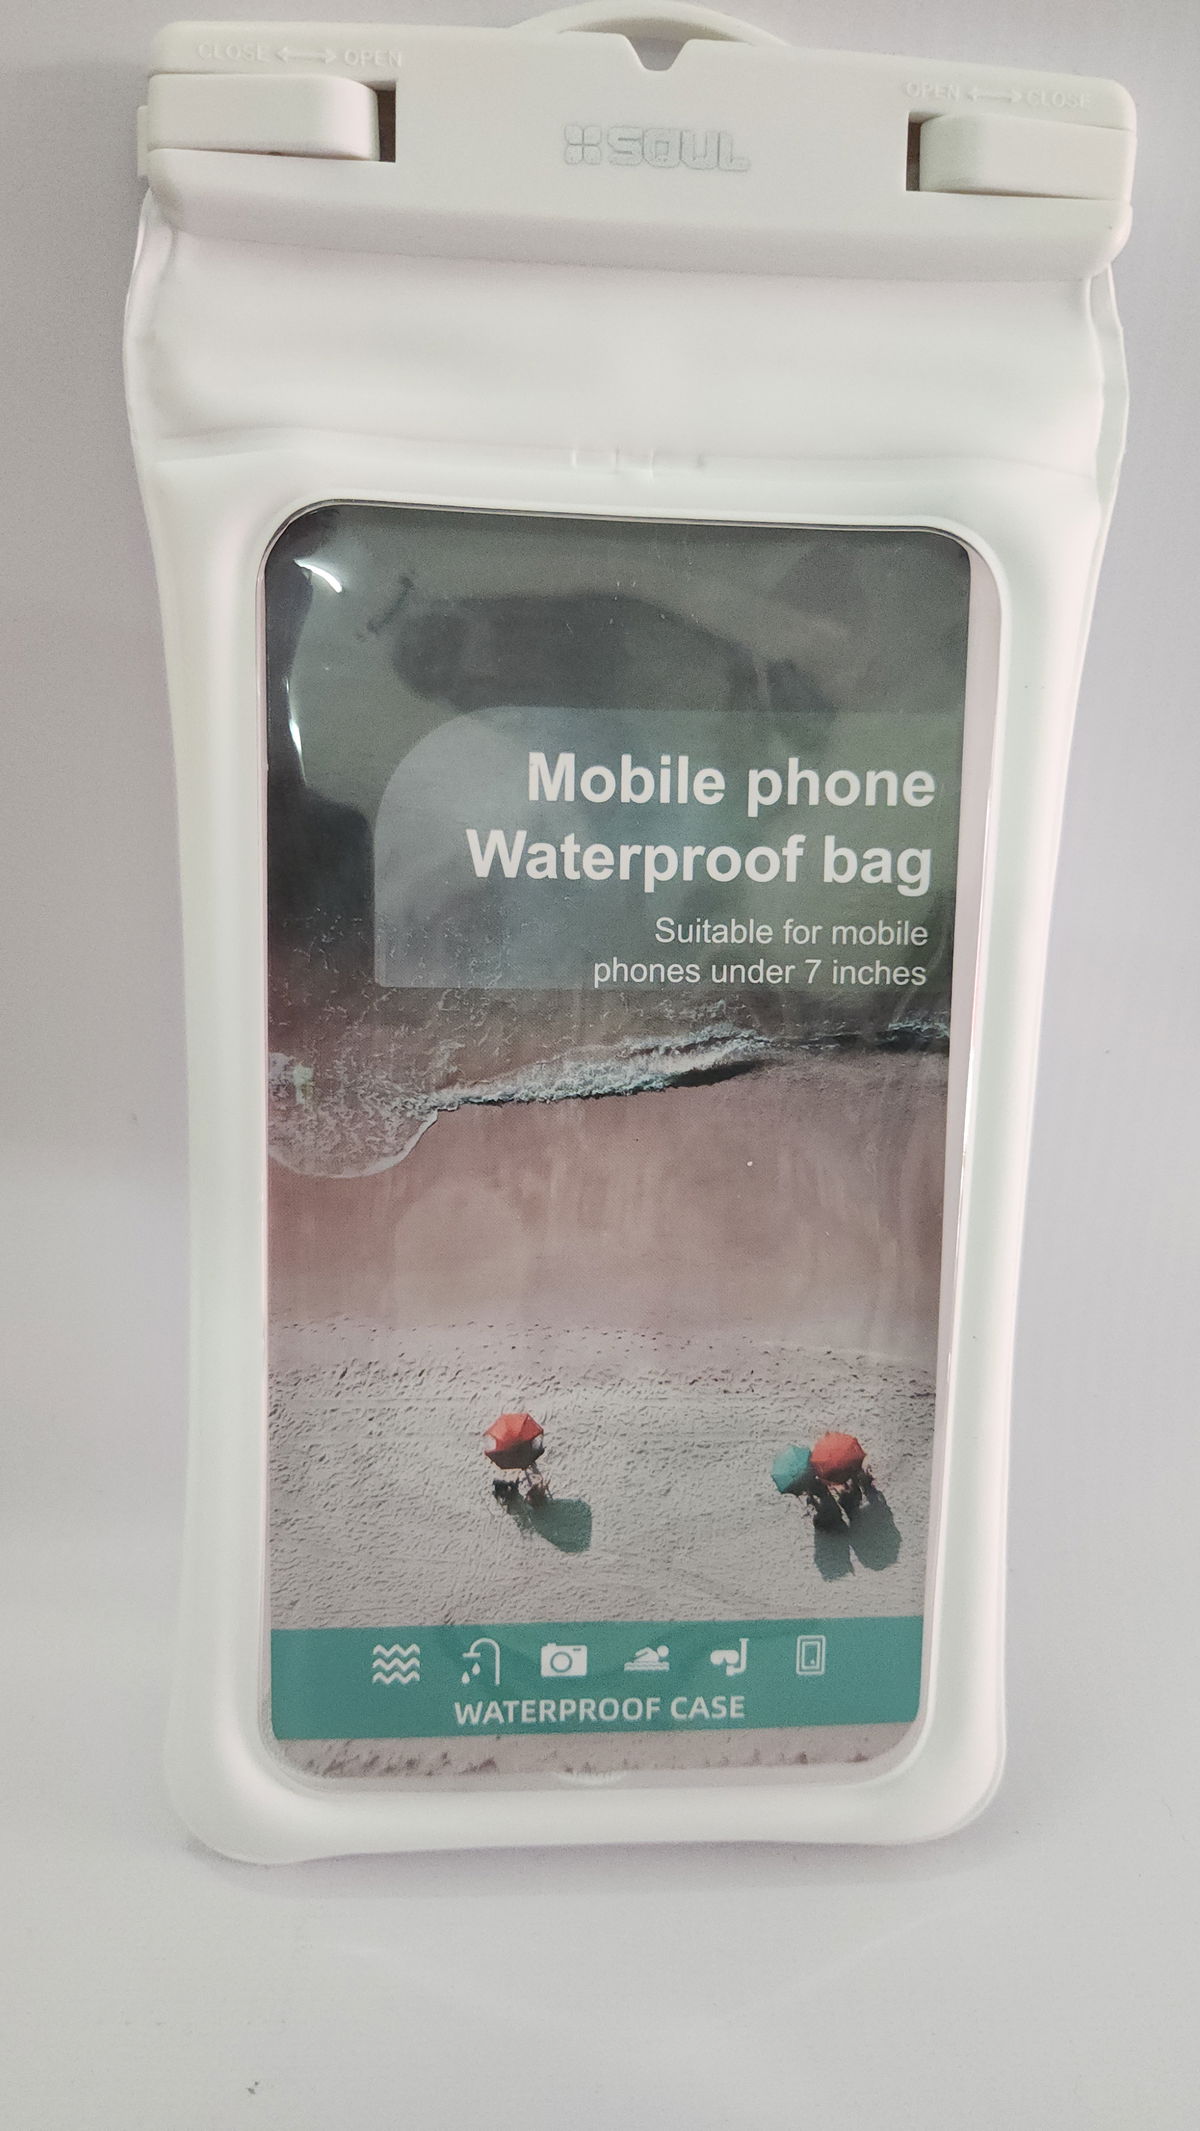 CLOSE ⟷ OPEN
OPEN ⟷ CLOSE
SOUL
Mobile phone
Waterproof bag
Suitable for mobile
phones under 7 inches
WATERPROOF CASE